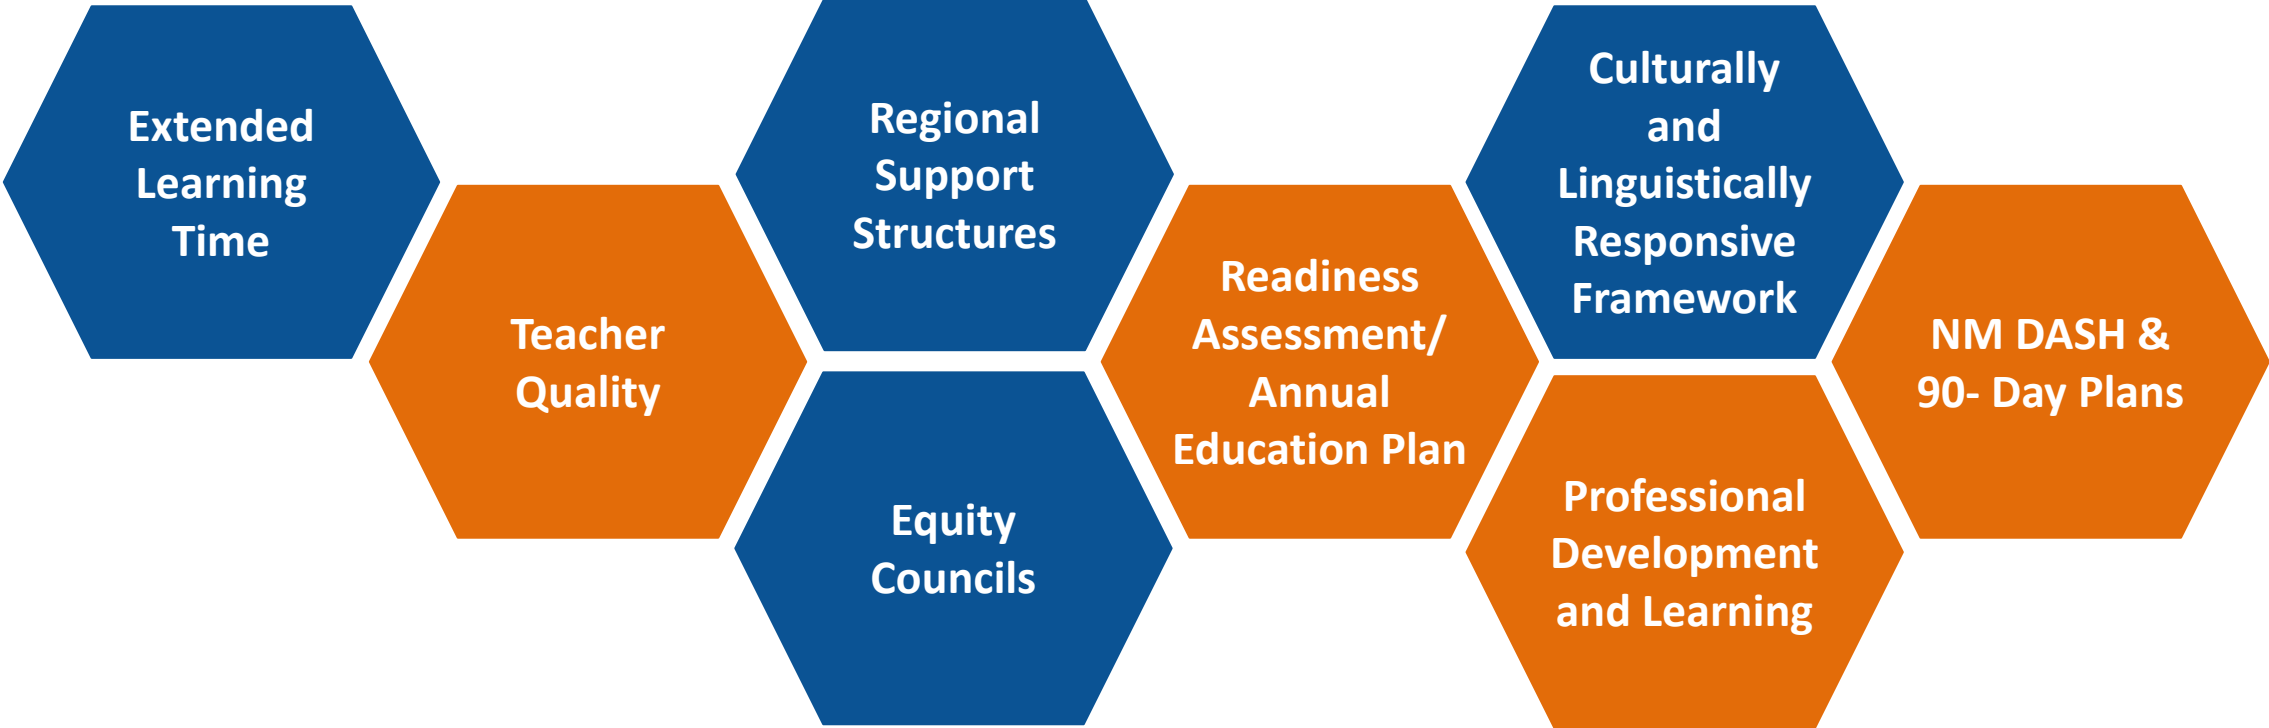 Extended
Learning
Time
Teacher
Quality
Regional
Support
Structures
Equity
Councils
Readiness
Assessment/
Annual
Education Plan
Culturally
and
Linguistically
Responsive
Framework
Professional
Development
and Learning
NM DASH &
90- Day Plans